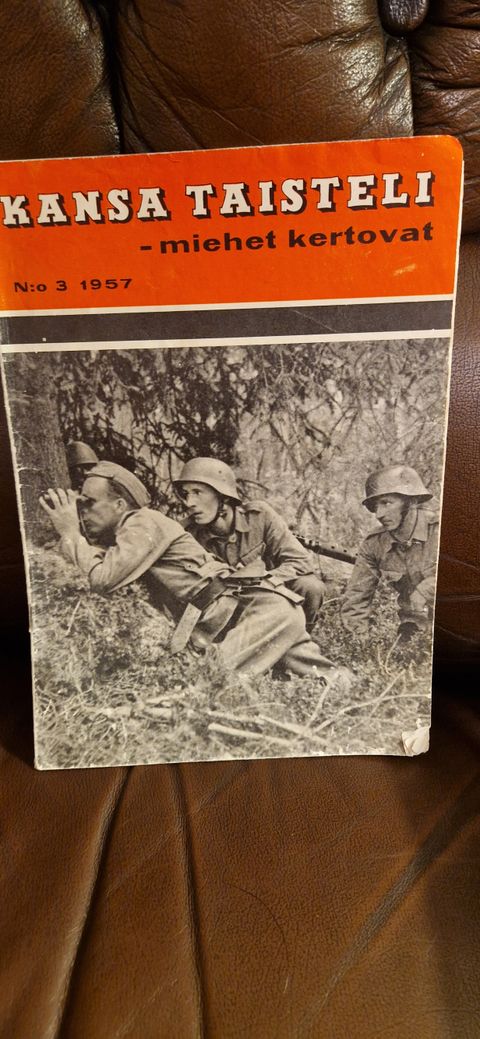 KANSA TAISTELI
- miehet kertovat
N:o 3 1957